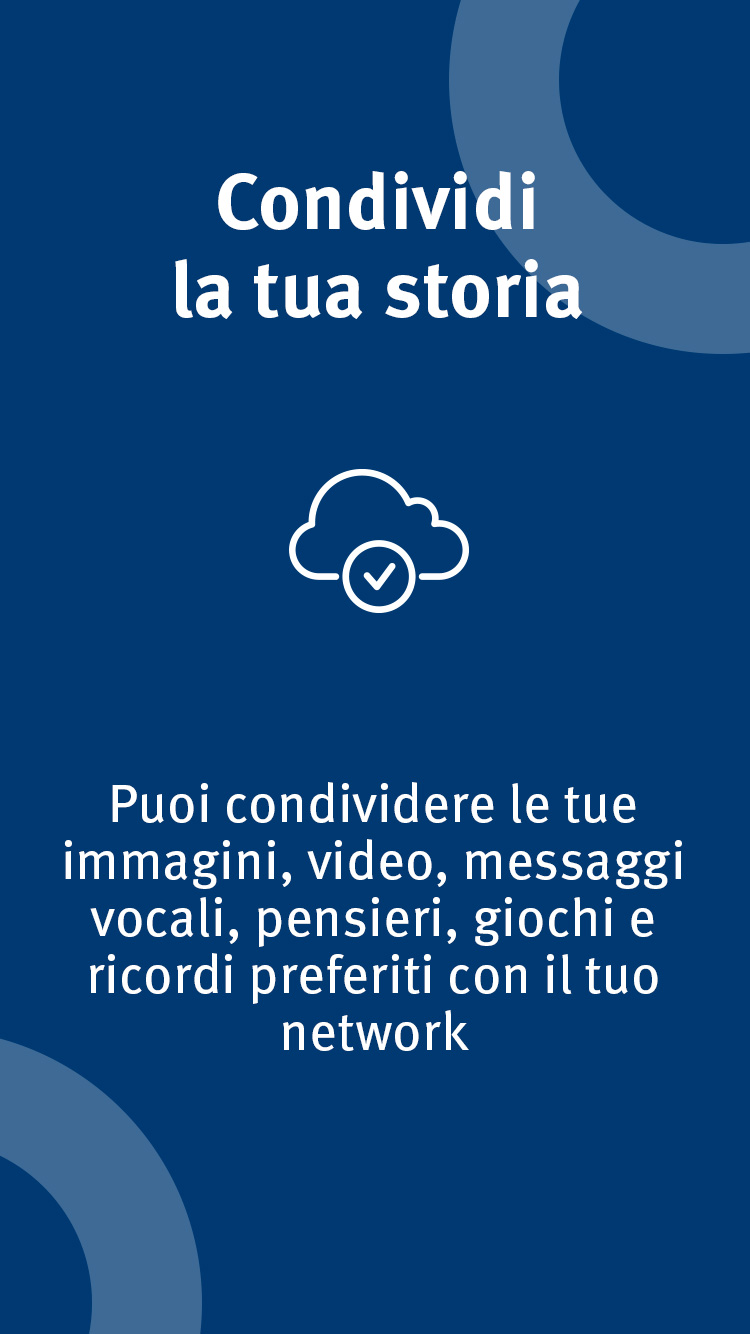 Condividi
la tua storia
Puoi condividere le tue
immagini, video, messaggi
vocali, pensieri, giochi e
ricordi preferiti con il tuo
network